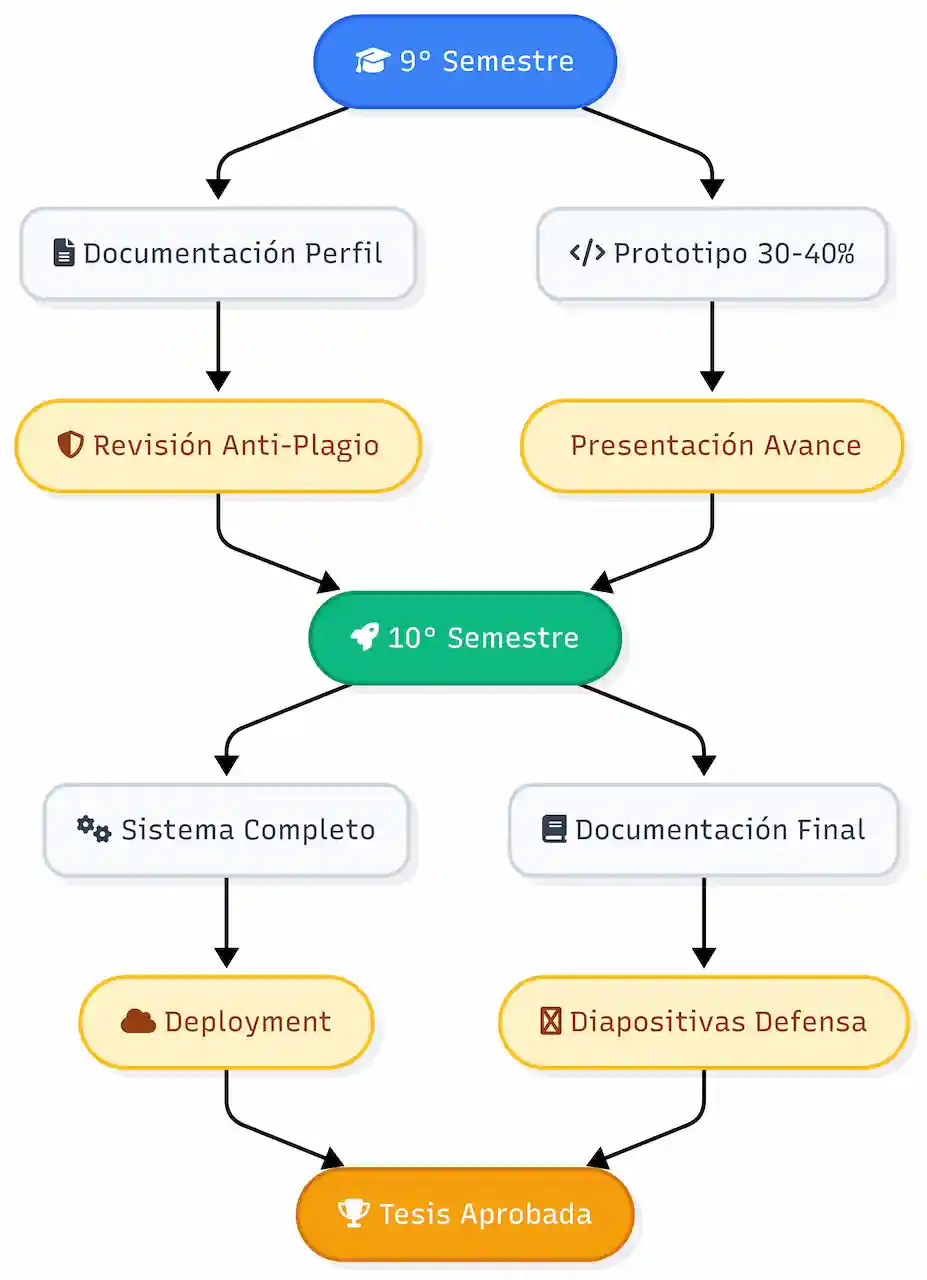 9° Semestre
Documentación Perfil
Prototipo 30-40%
Revisión Anti-Plagio
Presentación Avance
10° Semestre
Sistema Completo
Documentación Final
Deployment
Diapositivas Defensa
Tesis Aprobada